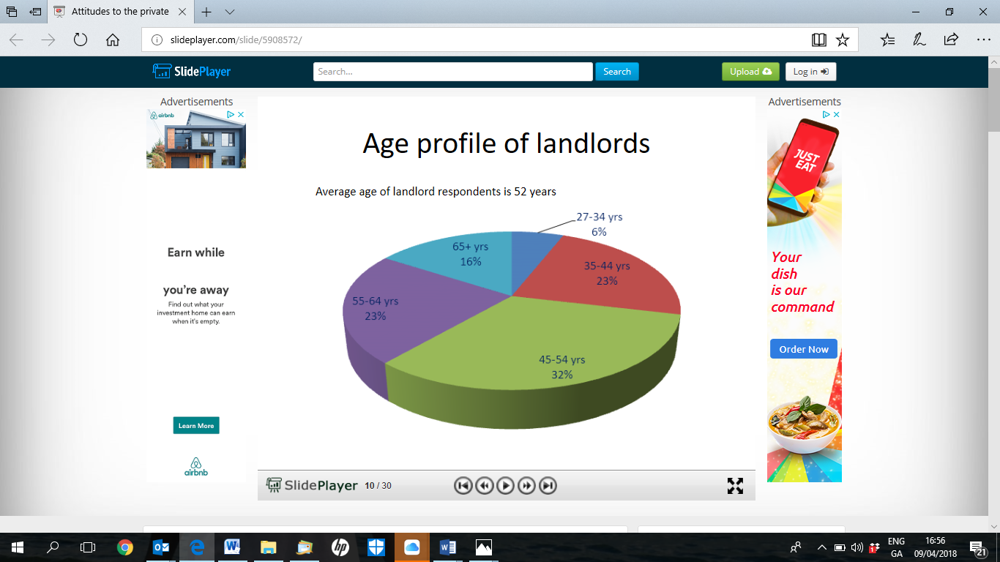 Attitudes to the private
slideplayer.com/slide/5908572/
SlidePlayer
Search...
Search
Upload
Log in
Advertisements
airbnb
Earn while
you're away
Find out what your
investment home can earn
when it's empty.
Learn More
airbnb
Age profile of landlords
Average age of landlord respondents is 52 years
27-34 yrs
6%
65+ yrs
16%
35-44 yrs
23%
55-64 yrs
23%
45-54 yrs
32%
SlidePlayer 10 / 30
Advertisements
JUST
EAT
Your
dish
is our
command
Order Now
hp
ENG
GA
16:56
09/04/2018
21